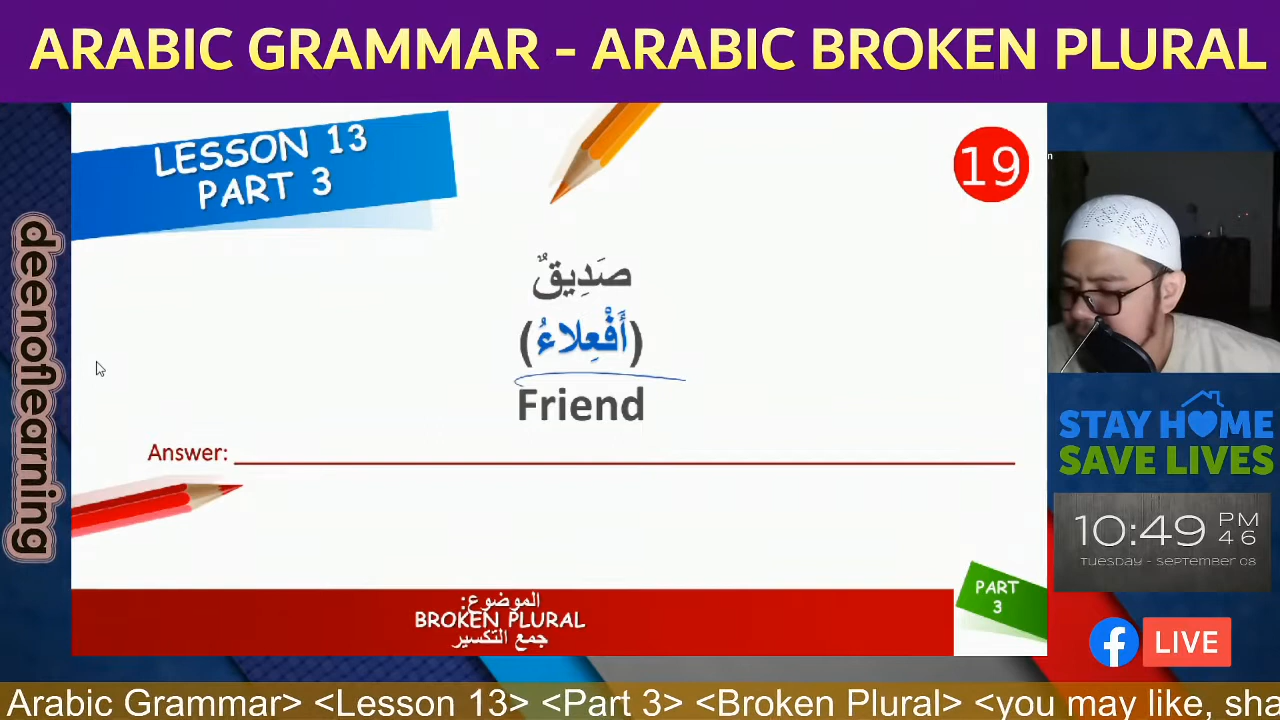 ARABIC GRAMMAR - ARABIC BROKEN PLURAL
LESSON 13
PART 3
19
n
صَدِيقٌ
(أَفْعِلاءُ)
Friend
Answer:
deenoflearning
STAY HOME
SAVE LIVES
10:49 PM
46
TUESDAY - SEPTEMBER 08
PART
3
الموضوع:
BROKEN PLURAL
جمع التكسير
f LIVE
Arabic Grammar> <Lesson 13> <Part 3> <Broken Plural> <you may like, sha